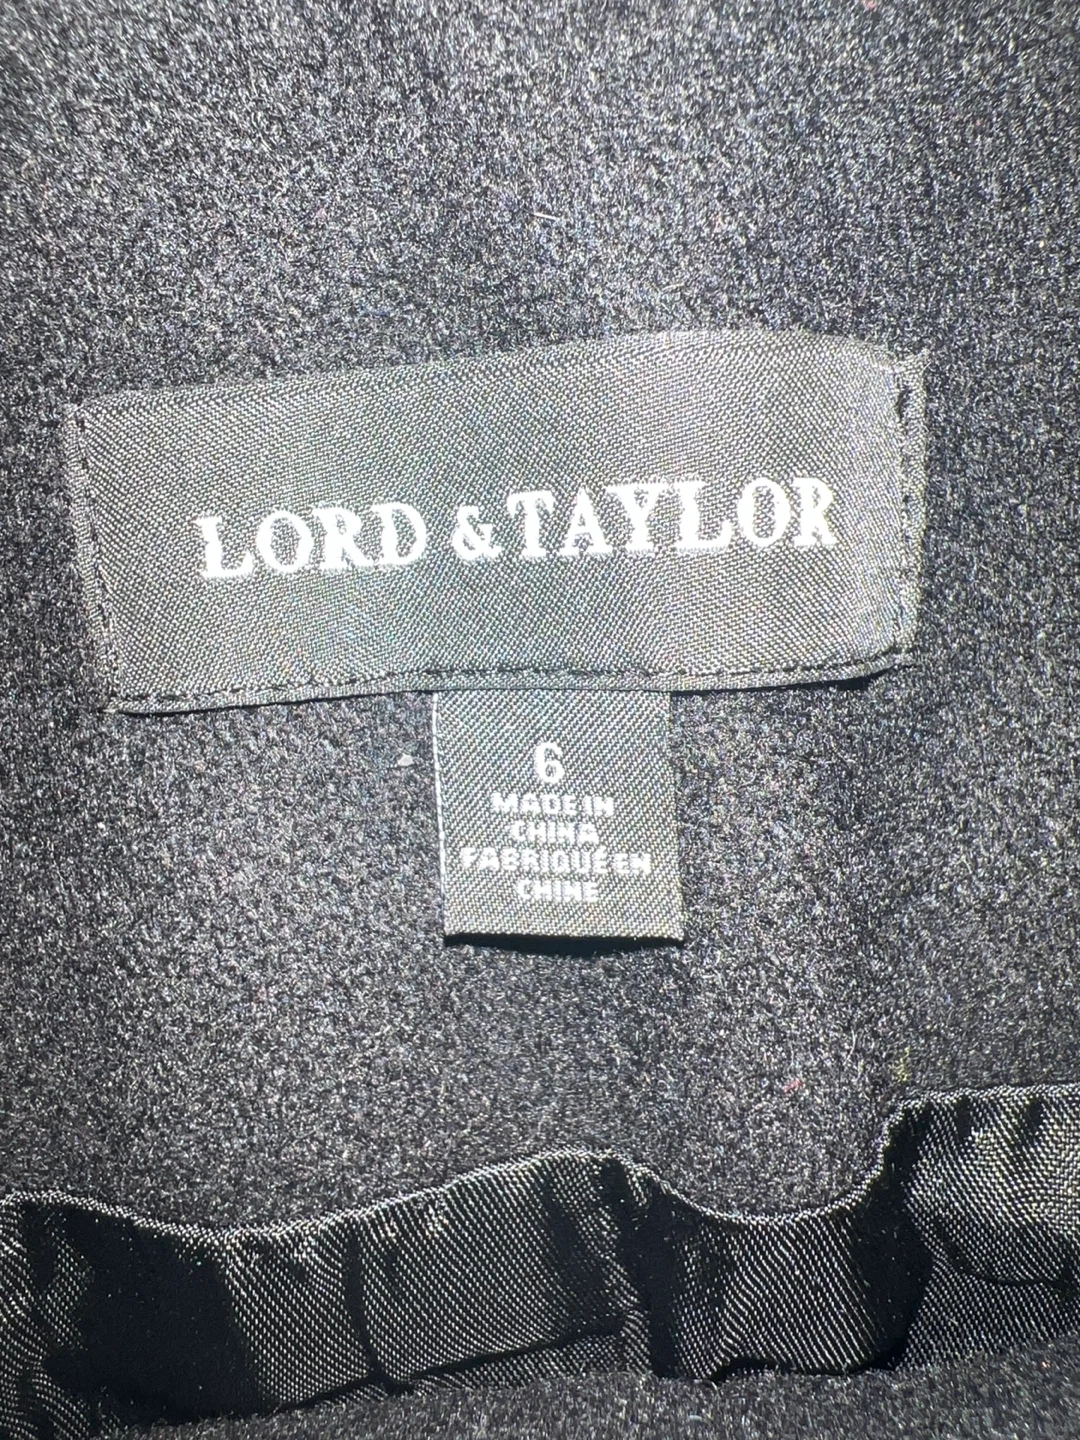 LORD & TAYLOR
6
MADE IN
CHINA
FABRIQUÉ EN
CHINE